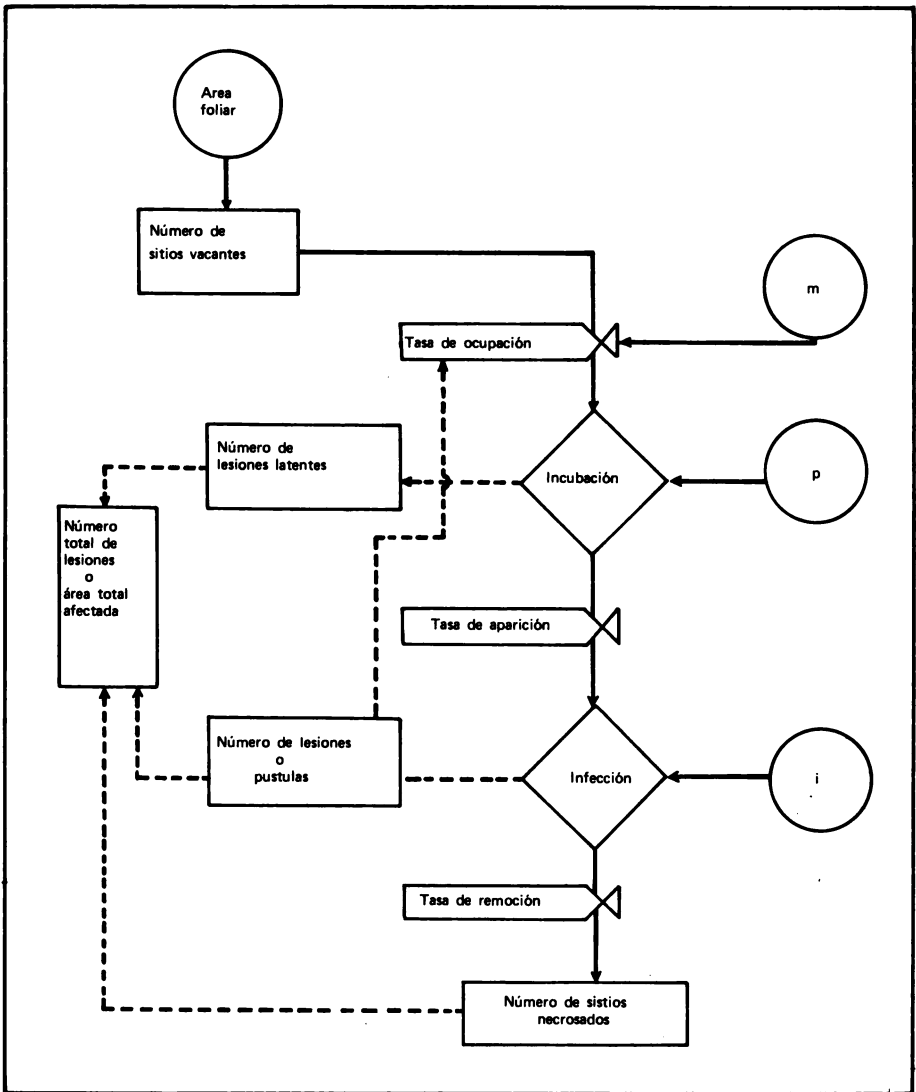 Area
foliar
Número de
sitios vacantes
m
Tasa de ocupación
Número de
lesiones latentes
Incubación
p
Número
total de
lesiones
o
área total
afectada
Tasa de aparición
Número de lesiones
o
pustulas
Infección
i
Tasa de remoción
Número de sistios
necrosados